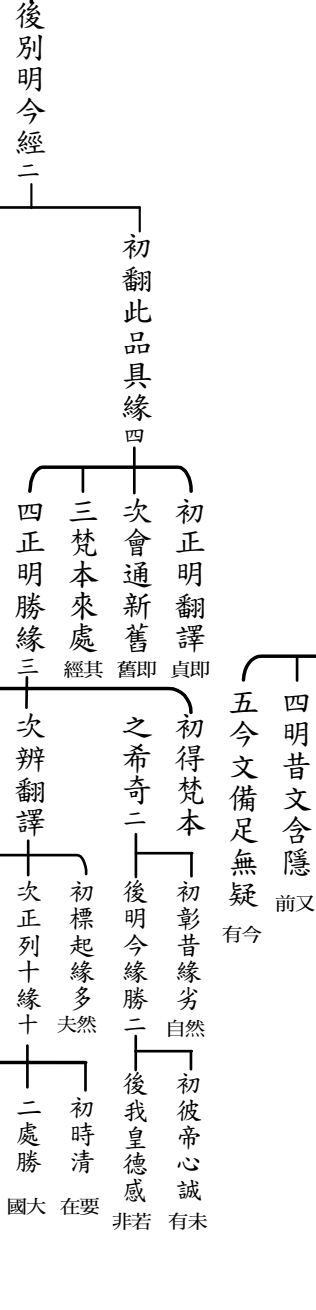 四明昔文含隱
又前
五今文備足無疑
今有
後別明今經二
初翻此品具緣四
初正明翻譯
即貞
次會通新舊
即舊
三梵本來處
其經
四正明勝緣三
初得梵本
之希奇二
初彰昔緣劣
然自
後明今緣勝二
初彼帝心誠
未有
後我皇德感
若非
次辨翻譯
初標起緣多
然夫
次正列十緣十
初時清
要在
二處勝
大國